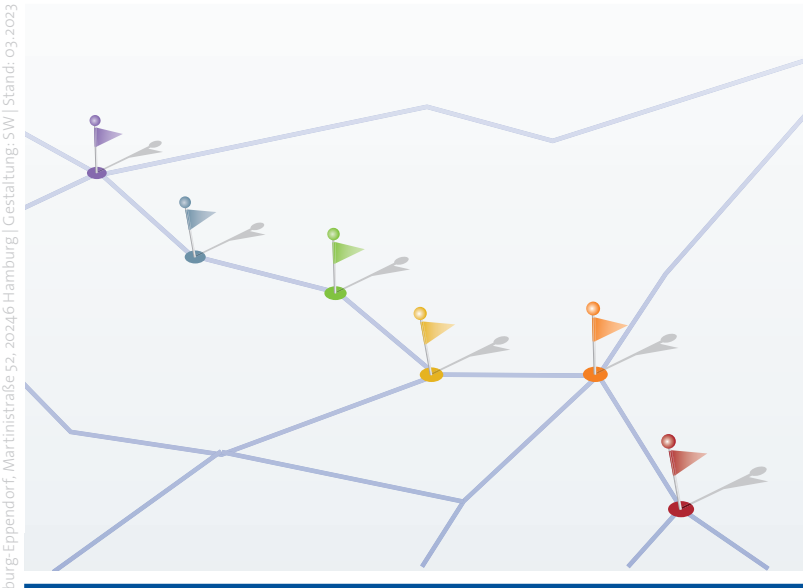 burg-Eppendorf, Martinistraße 52, 20246 Hamburg | Gestaltung: SW | Stand: 03.2023